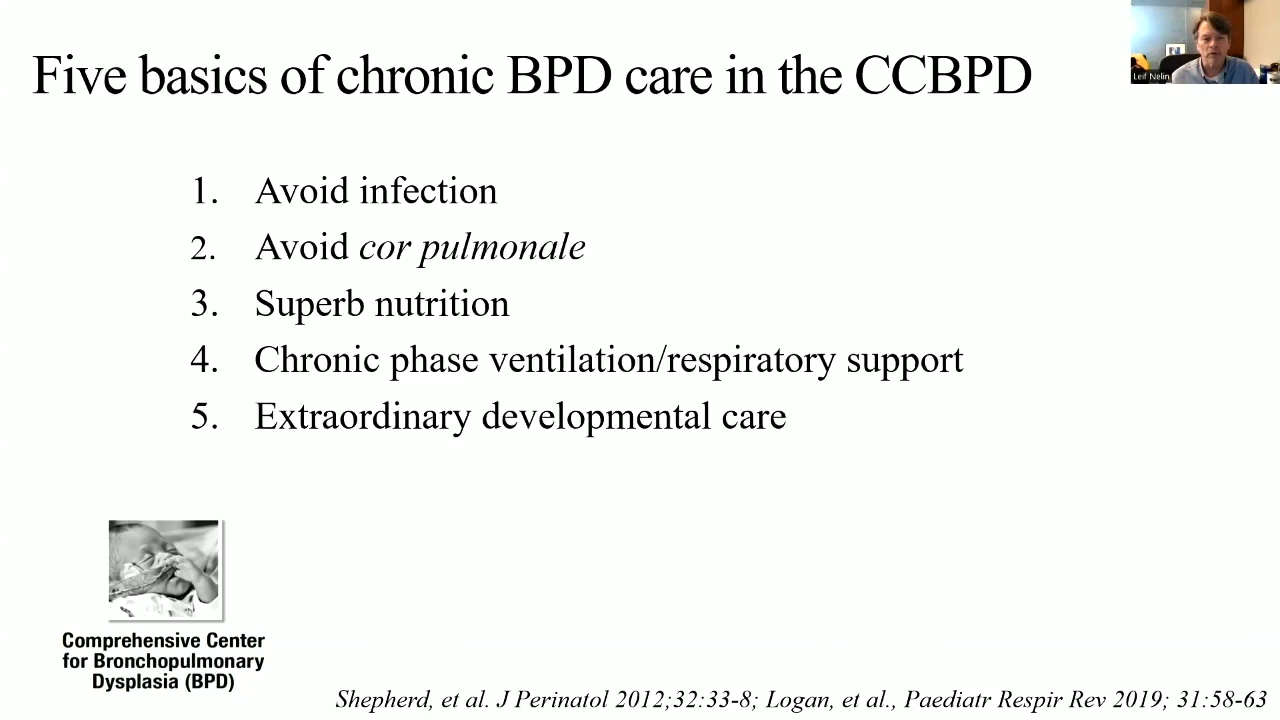 Five basics of chronic BPD care in the CCBPD
Leif Nelin
1. Avoid infection
2. Avoid cor pulmonale
3. Superb nutrition
4. Chronic phase ventilation/respiratory support
5. Extraordinary developmental care
Comprehensive Center
for Bronchopulmonary
Dysplasia (BPD)
Shepherd, et al. J Perinatol 2012;32:33-8; Logan, et al., Paediatr Respir Rev 2019; 31:58-63